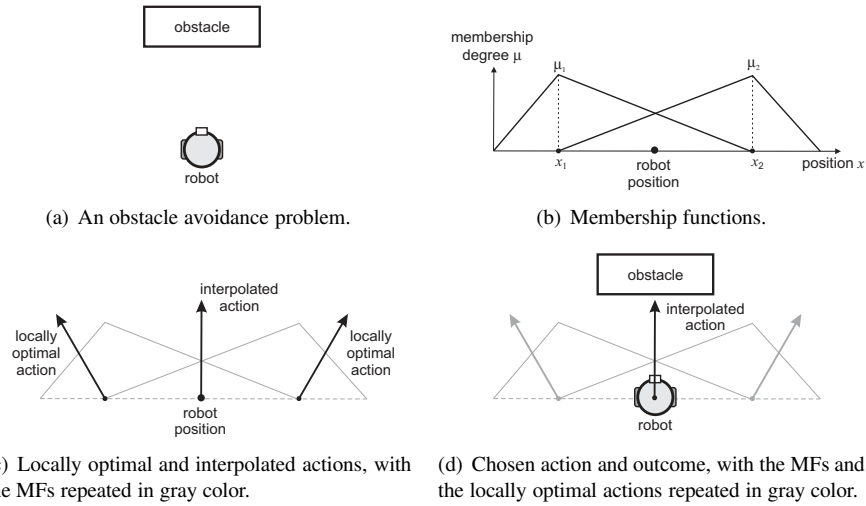 obstacle
robot
(a) An obstacle avoidance problem.
membership
degree μ
μ₁
μ₂
x₁
robot
position
x₂
position x
(b) Membership functions.
interpolated
action
locally
optimal
action
locally
optimal
action
robot
position
) Locally optimal and interpolated actions, with
e MFs repeated in gray color.
obstacle
interpolated
action
robot
(d) Chosen action and outcome, with the MFs and
the locally optimal actions repeated in gray color.